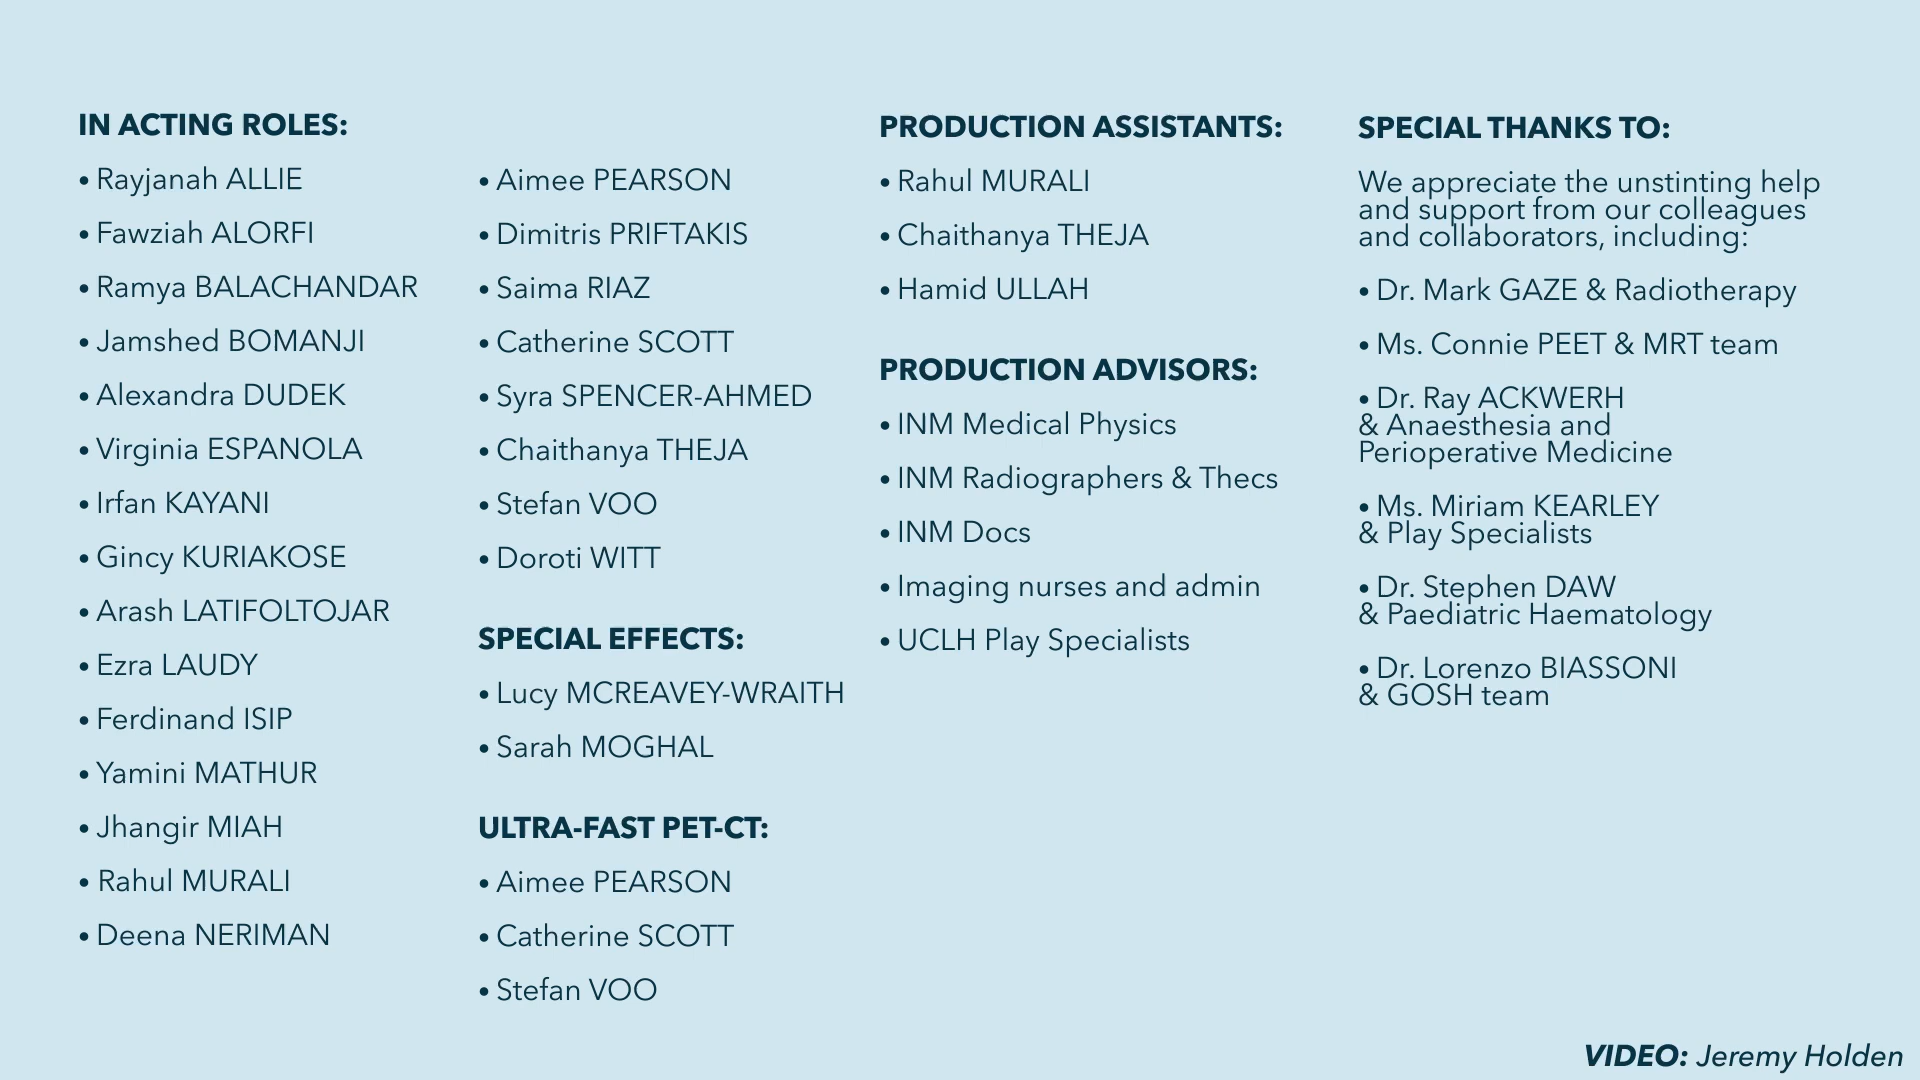 IN ACTING ROLES:
• Rayjanah ALLIE
• Fawziah ALORFI
• Ramya BALACHANDAR
• Jamshed BOMANJI
• Alexandra DUDEK
• Virginia ESPANOLA
• Irfan KAYANI
• Gincy KURIAKOSE
• Arash LATIFOLTOJAR
• Ezra LAUDY
• Ferdinand ISIP
• Yamini MATHUR
• Jhangir MIAH
• Rahul MURALI
• Deena NERIMAN
• Aimee PEARSON
• Dimitris PRIFTAKIS
• Saima RIAZ
• Catherine SCOTT
• Syra SPENCER-AHMED
• Chaithanya THEJA
• Stefan VOO
• Doroti WITT
SPECIAL EFFECTS:
• Lucy MCREAVEY-WRAITH
• Sarah MOGHAL
ULTRA-FAST PET-CT:
• Aimee PEARSON
• Catherine SCOTT
• Stefan VOO
PRODUCTION ASSISTANTS:
• Rahul MURALI
• Chaithanya THEJA
• Hamid ULLAH
PRODUCTION ADVISORS:
• INM Medical Physics
• INM Radiographers & Thecs
• INM Docs
• Imaging nurses and admin
• UCLH Play Specialists
SPECIAL THANKS TO:
We appreciate the unstinting help
and support from our colleagues
and collaborators, including:
• Dr. Mark GAZE & Radiotherapy
• Ms. Connie PEET & MRT team
• Dr. Ray ACKWERH
& Anaesthesia and
Perioperative Medicine
• Ms. Miriam KEARLEY
& Play Specialists
• Dr. Stephen DAW
& Paediatric Haematology
• Dr. Lorenzo BIASSONI
& GOSH team
VIDEO: Jeremy Holden